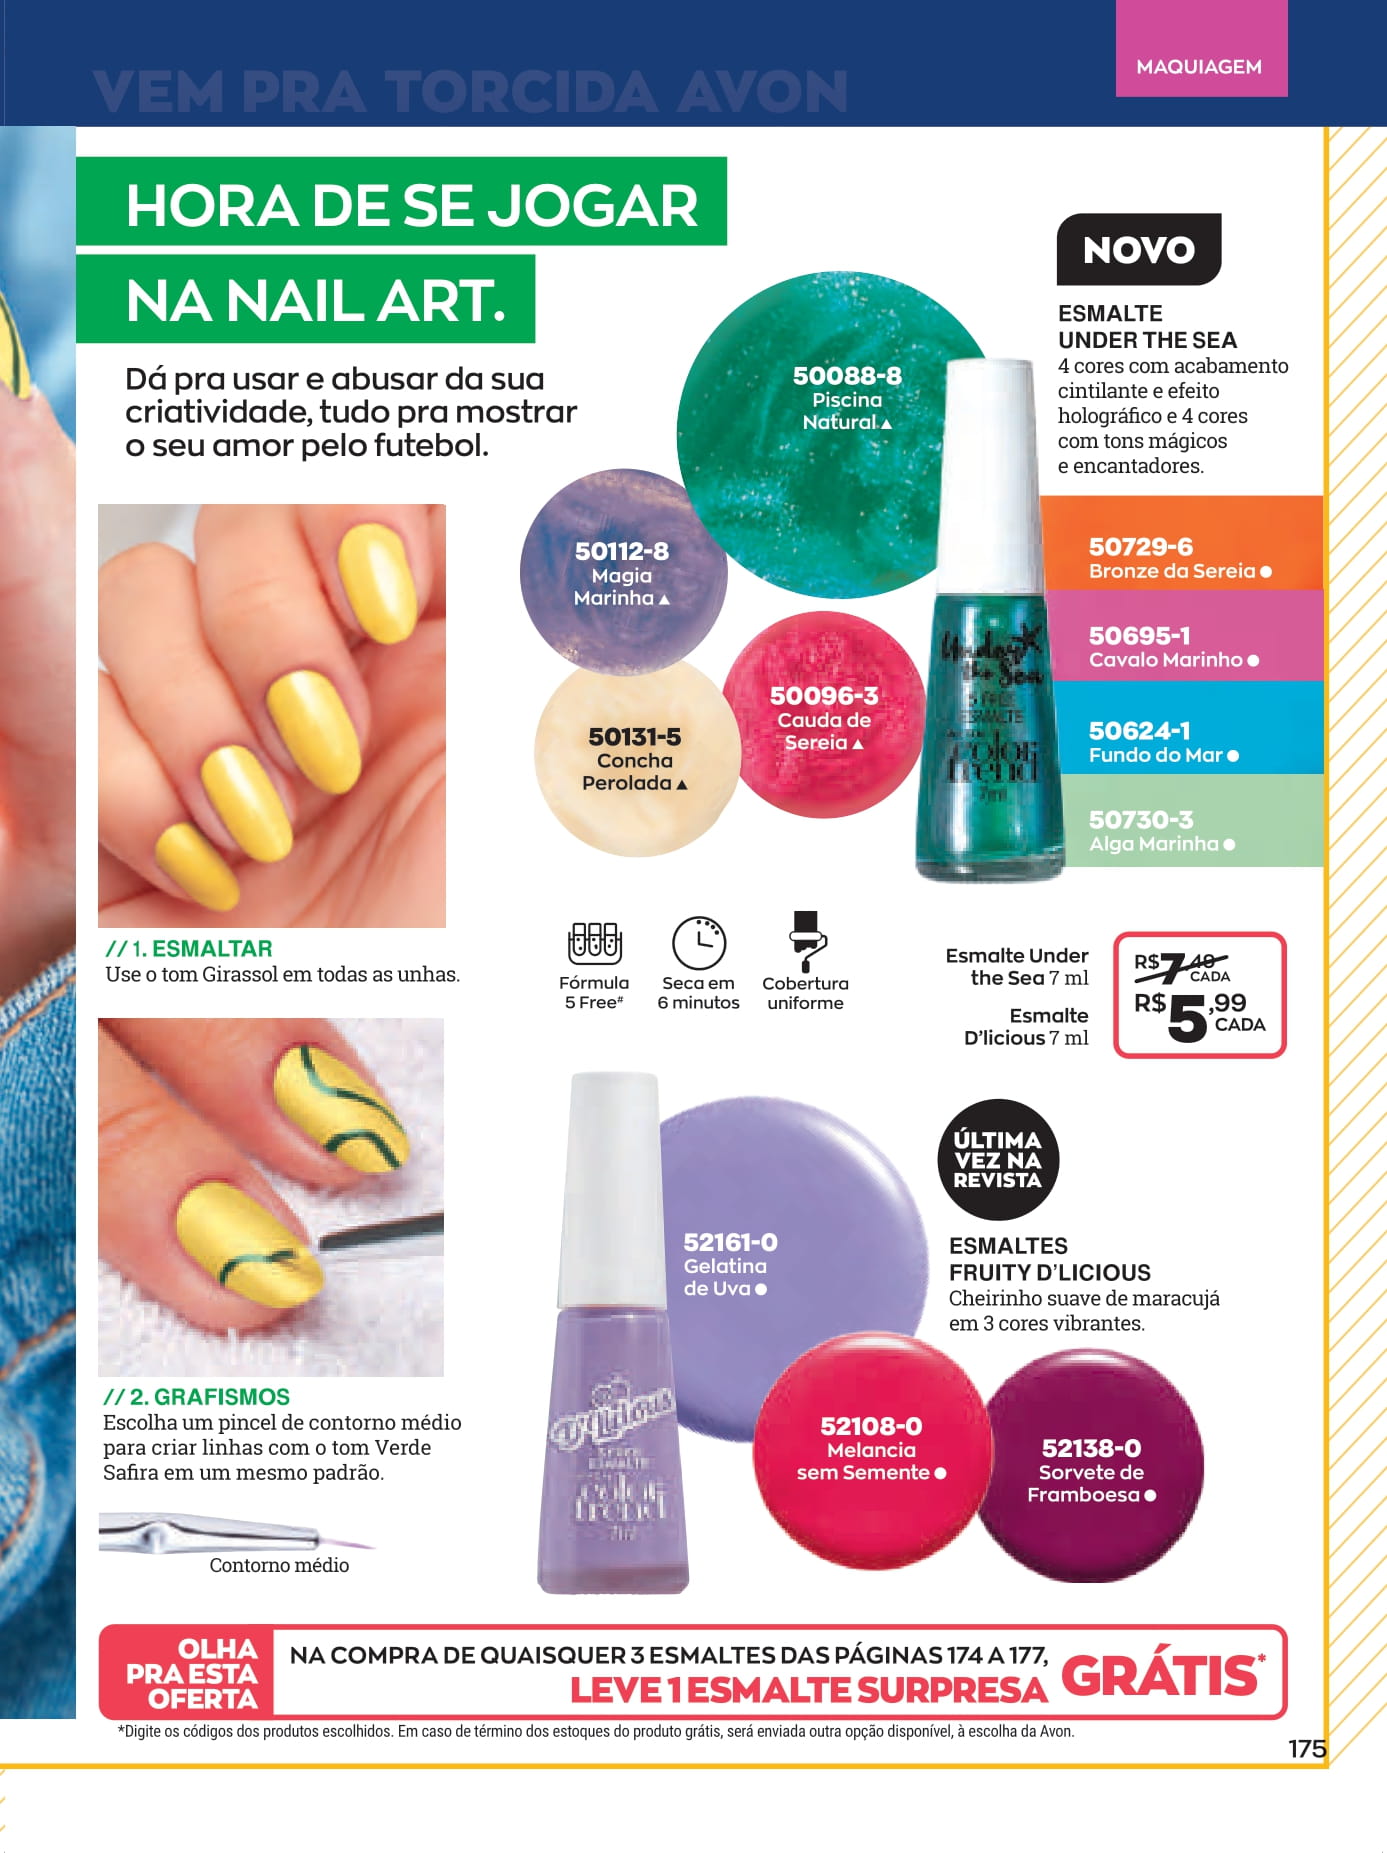 VEM PRA TORCIDA AVON
MAQUIAGEM
HORA DE SE JOGAR
NA NAIL ART.
Dá pra usar e abusar da sua
criatividade, tudo pra mostrar
o seu amor pelo futebol.
NOVO
ESMALTE
UNDER THE SEA
4 cores com acabamento
cintilante e efeito
holográfico e 4 cores
com tons mágicos
e encantadores.
50088-8
Piscina
Natural▲
50112-8
Magia
Marinha▲
50096-3
Cauda de
Sereia▲
50131-5
Concha
Perolada▲
50729-6
Bronze da Sereia●
50695-1
Cavalo Marinho●
50624-1
Fundo do Mar●
50730-3
Alga Marinha●
Under
the Sea
5 FREE
ESMALTE
color
trend
7ml
// 1. ESMALTAR
Use o tom Girassol em todas as unhas.
Fórmula
5 Free#
Seca em
6 minutos
Cobertura
uniforme
Esmalte Under
the Sea 7 ml
Esmalte
D’licious 7 ml
R$7,49
CADA
R$5,99
CADA
// 2. GRAFISMOS
Escolha um pincel de contorno médio
para criar linhas com o tom Verde
Safira em um mesmo padrão.
Contorno médio
ÚLTIMA
VEZ NA
REVISTA
ESMALTES
FRUITY D’LICIOUS
Cheirinho suave de maracujá
em 3 cores vibrantes.
52161-0
Gelatina
de Uva●
52108-0
Melancia
sem Semente●
52138-0
Sorvete de
Framboesa●
D'licious
ESMALTE
color
trend
7ml
OLHA
PRA ESTA
OFERTA
NA COMPRA DE QUAISQUER 3 ESMALTES DAS PÁGINAS 174 A 177,
LEVE 1 ESMALTE SURPRESA GRÁTIS*
*Digite os códigos dos produtos escolhidos. Em caso de término dos estoques do produto grátis, será enviada outra opção disponível, à escolha da Avon.
175